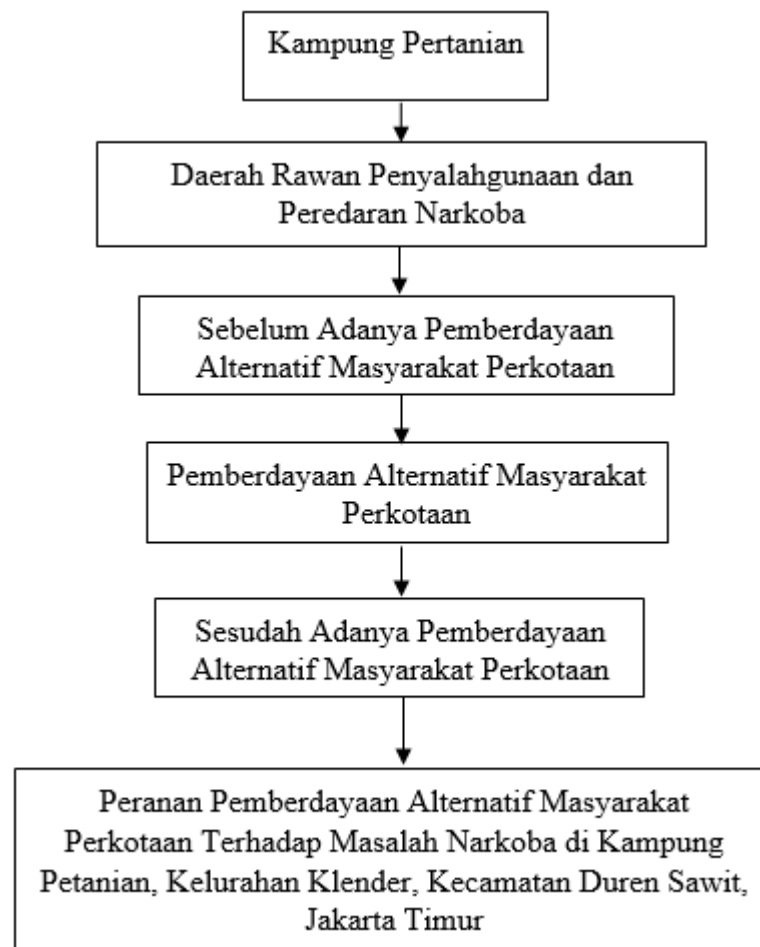 Kampung Pertanian
Daerah Rawan Penyalahgunaan dan
Peredaran Narkoba
Sebelum Adanya Pemberdayaan
Alternatif Masyarakat Perkotaan
Pemberdayaan Alternatif Masyarakat
Perkotaan
Sesudah Adanya Pemberdayaan
Alternatif Masyarakat Perkotaan
Peranan Pemberdayaan Alternatif Masyarakat
Perkotaan Terhadap Masalah Narkoba di Kampung
Petanian, Kelurahan Klender, Kecamatan Duren Sawit,
Jakarta Timur